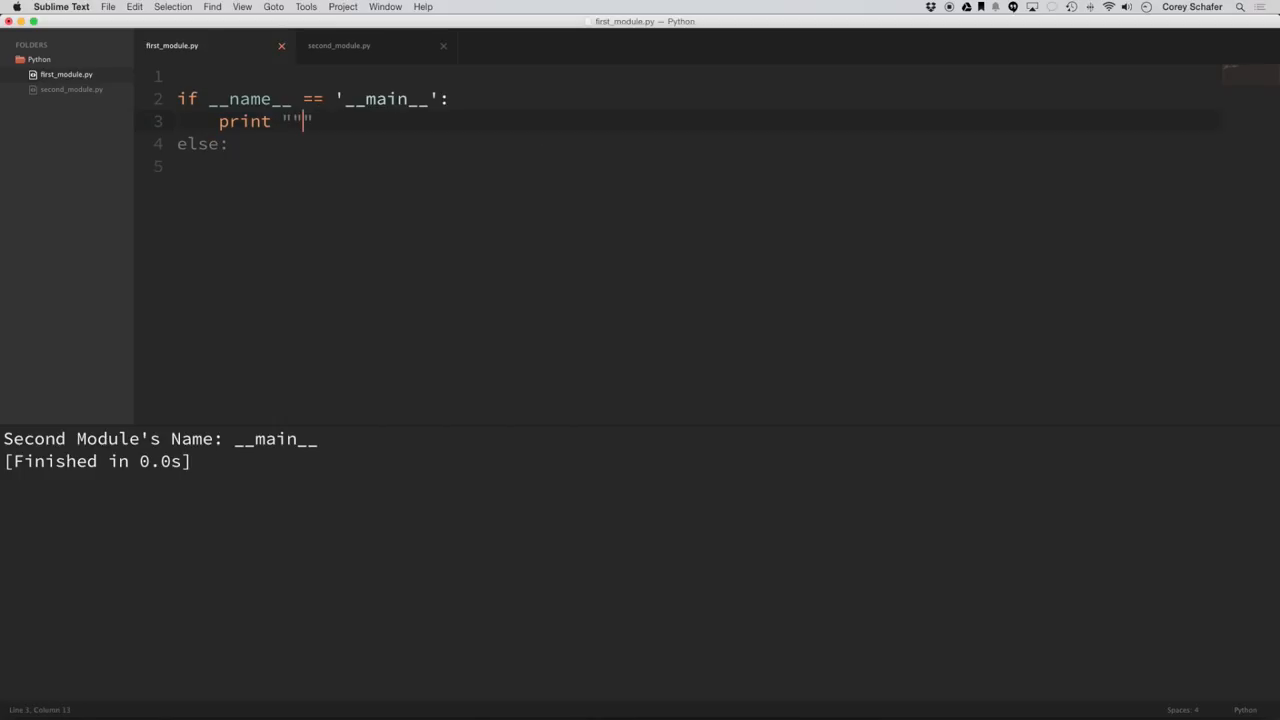 Sublime Text File Edit Selection Find View Goto Tools Project Window Help Corey Schafer
first_module.py — Python
FOLDERS
Python
first_module.py
second_module.py
first_module.py second_module.py
1
2 if __name__ == '__main__':
3 print """
4 else:
5
Second Module's Name: __main__
[Finished in 0.0s]
Line 3, Column 13 Spaces: 4 Python